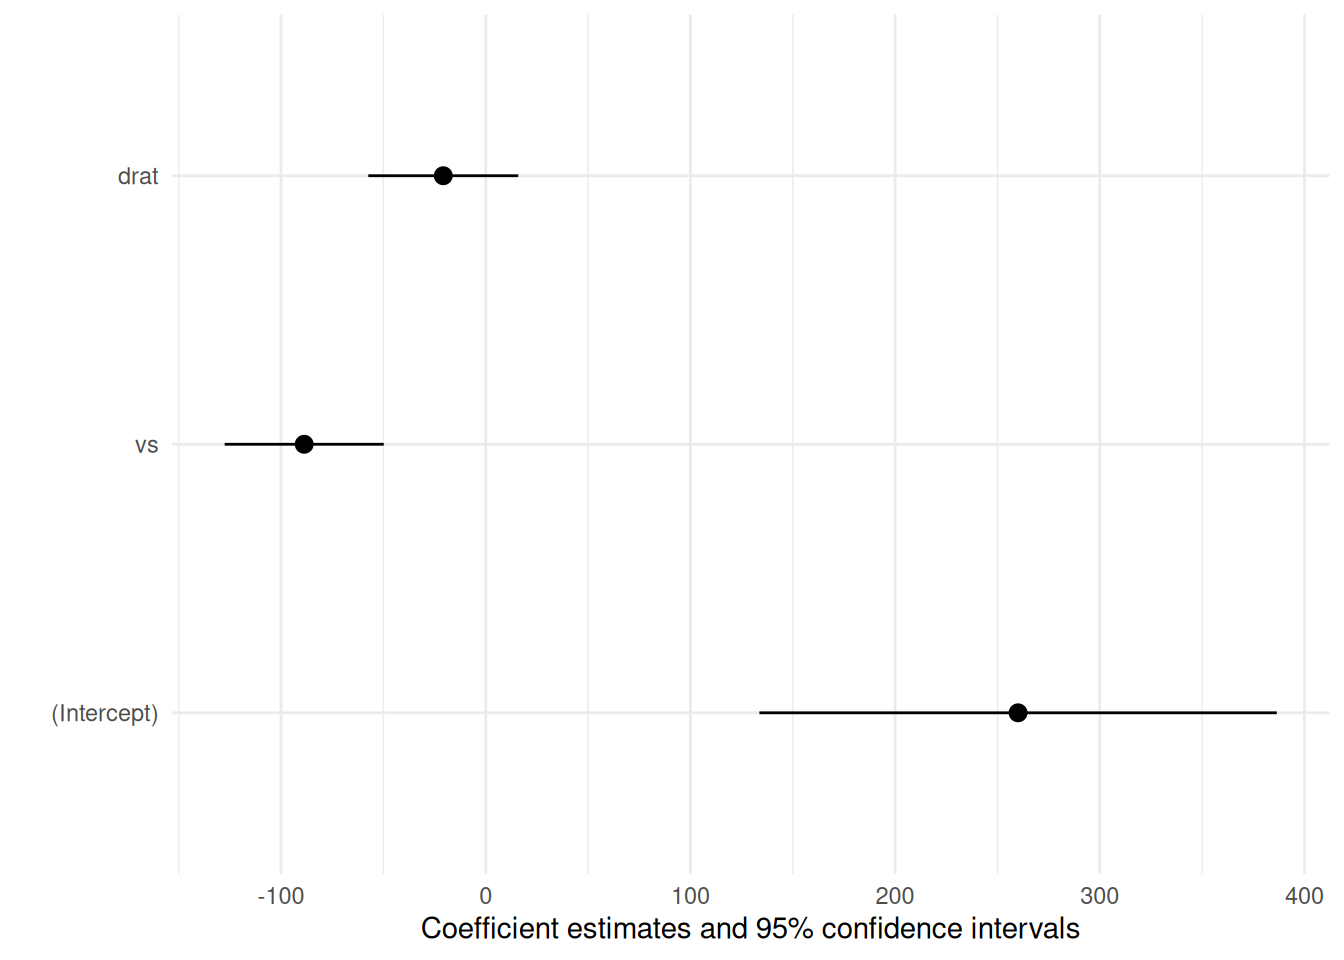 drat
vs
(Intercept)
-100 0 100 200 300 400
Coefficient estimates and 95% confidence intervals